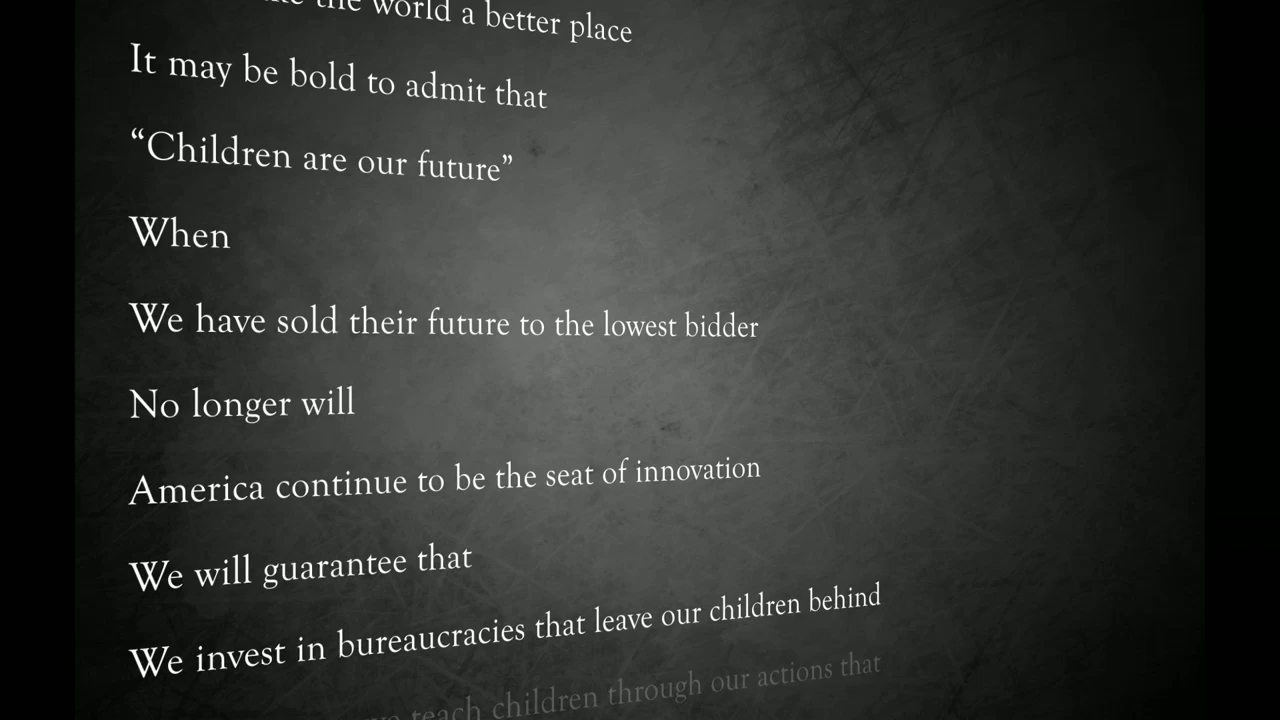 the world a better place
It may be bold to admit that
“Children are our future”
When
We have sold their future to the lowest bidder
No longer will
America continue to be the seat of innovation
We will guarantee that
We invest in bureaucracies that leave our children behind
teach children through our actions that